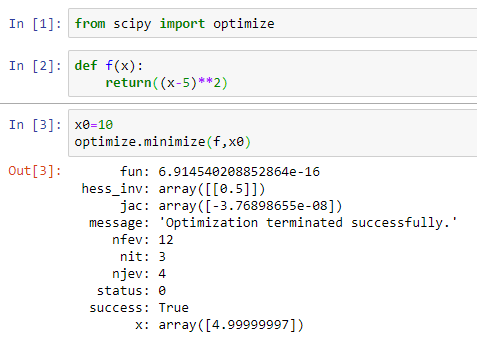 In [1]: from scipy import optimize
In [2]: def f(x):
    return((x-5)**2)
In [3]: x0=10
optimize.minimize(f,x0)
Out[3]: fun: 6.914540208852864e-16
hess_inv: array([[0.5]])
jac: array([-3.76898655e-08])
message: 'Optimization terminated successfully.'
nfev: 12
nit: 3
njev: 4
status: 0
success: True
x: array([4.99999997])